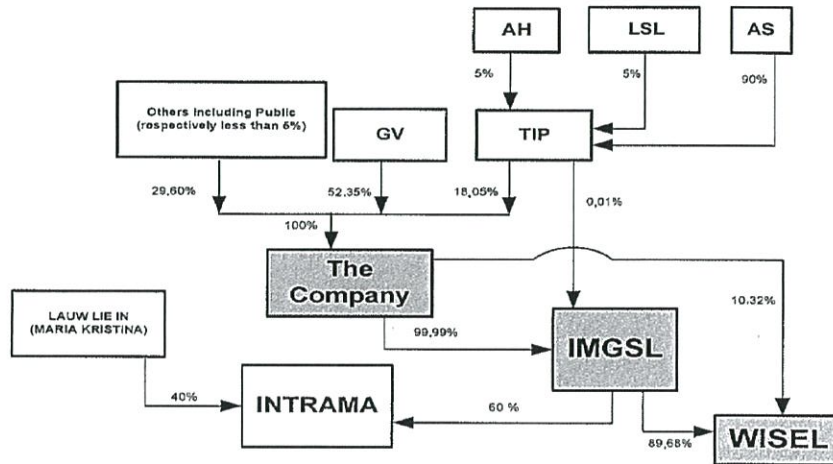 AH
LSL
AS
5%
5%
90%
Others Including Public
(rospectively less than 5%)
GV
TIP
29,60%
52,35%
18,05%
0,01%
100%
The
Company
10.32%
LAUW LIE IN
(MARIA KRISTINA)
99,99%
IMGSL
40%
INTRAMA
60 %
89,68%
WISEL